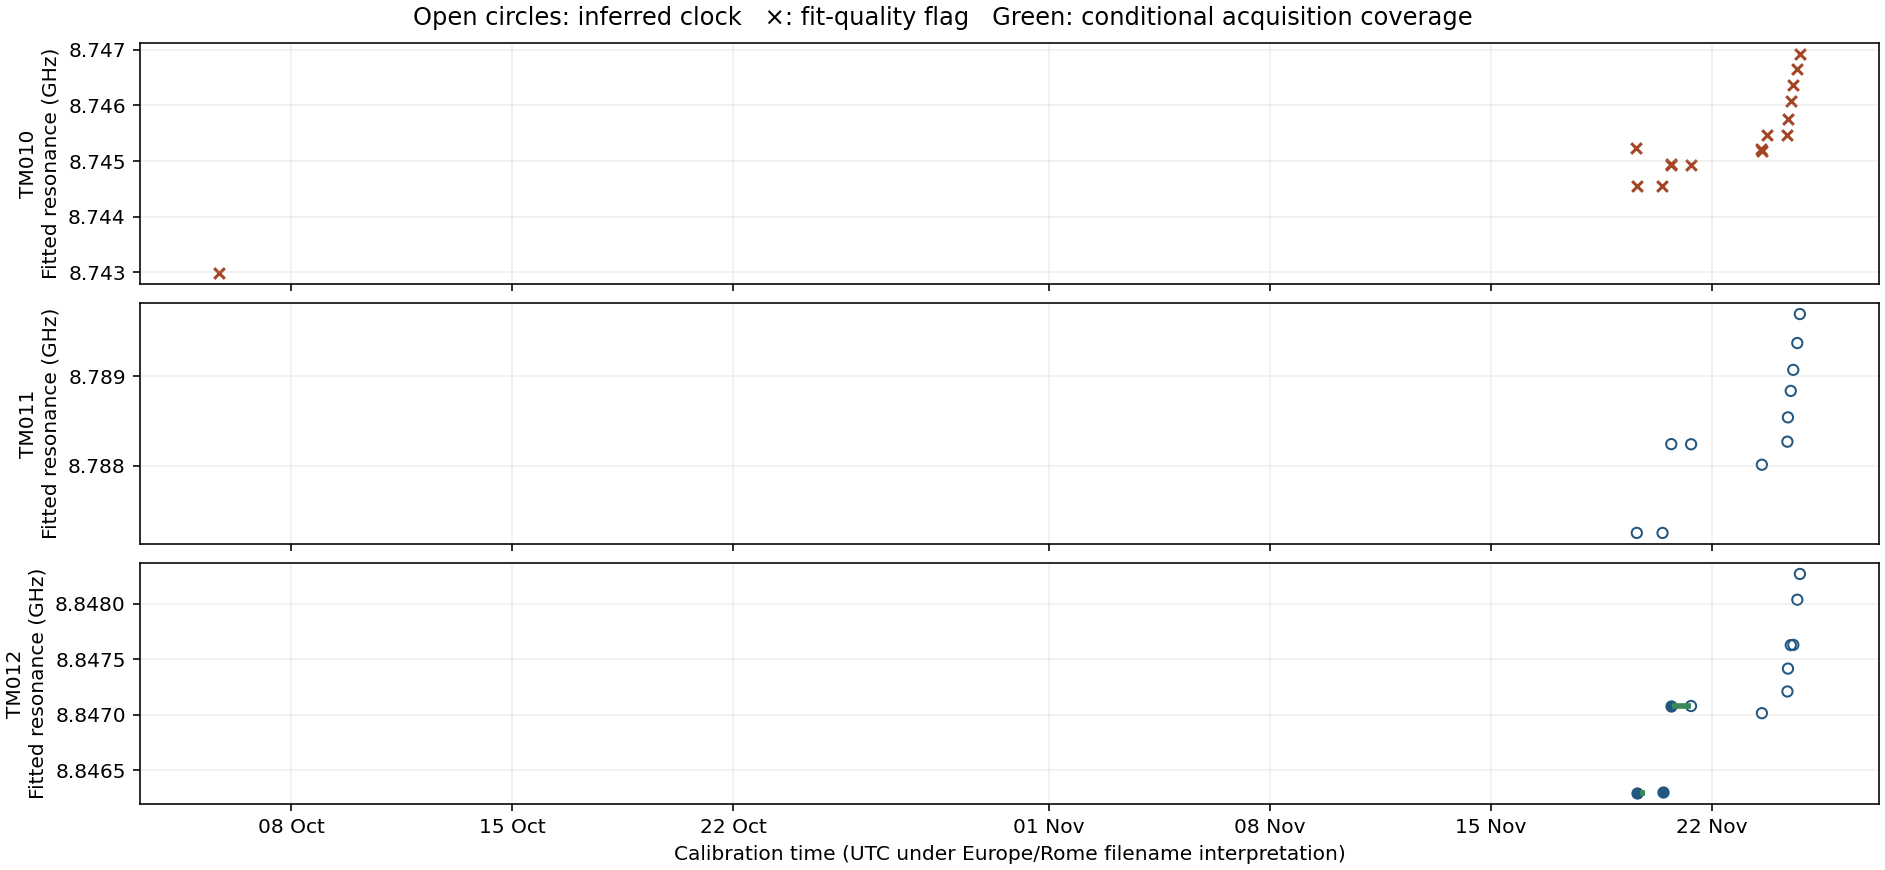 Open circles: inferred clock   ×: fit-quality flag   Green: conditional acquisition coverage
TM010
Fitted resonance (GHz)
8.747
8.746
8.745
8.744
8.743
TM011
Fitted resonance (GHz)
8.789
8.788
TM012
Fitted resonance (GHz)
8.8480
8.8475
8.8470
8.8465
08 Oct 15 Oct 22 Oct 01 Nov 08 Nov 15 Nov 22 Nov
Calibration time (UTC under Europe/Rome filename interpretation)